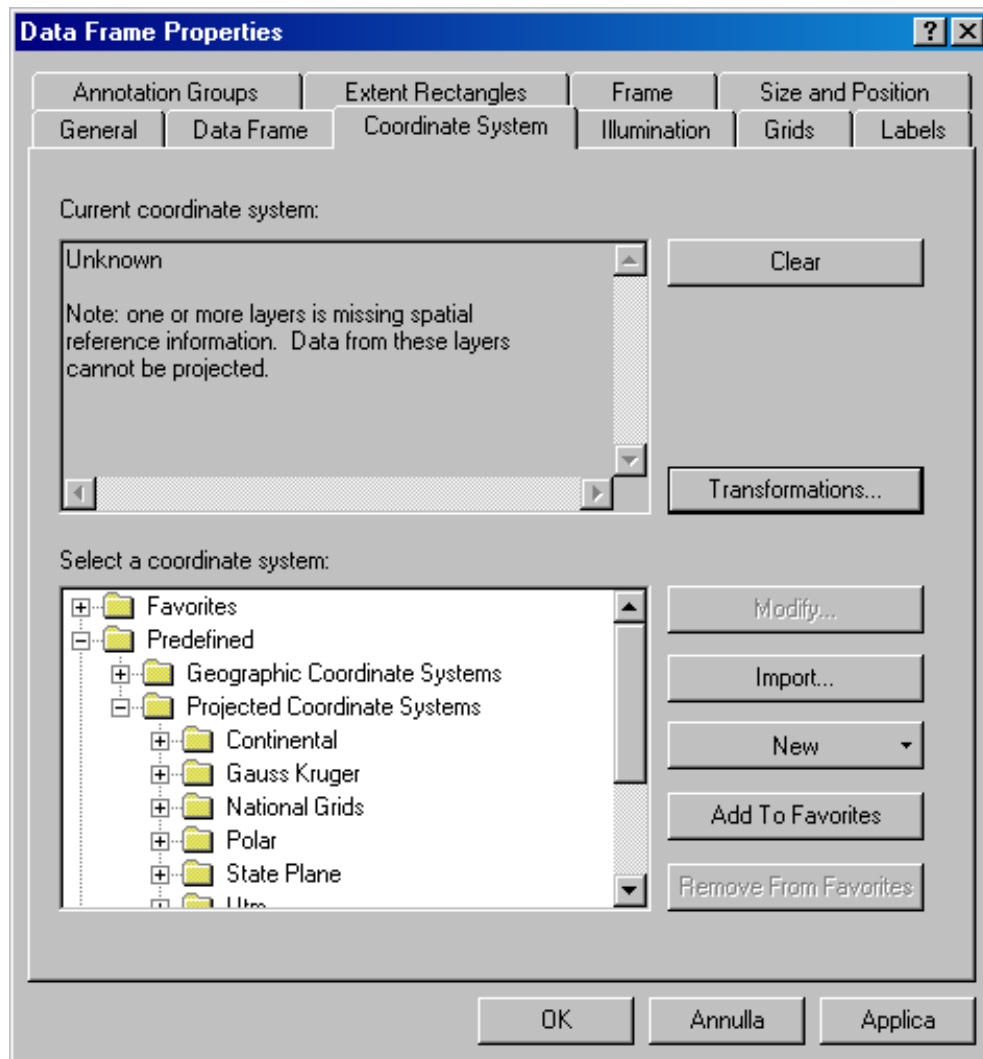 Data Frame Properties
Annotation Groups
Extent Rectangles
Frame
Size and Position
General
Data Frame
Coordinate System
Illumination
Grids
Labels
Current coordinate system:
Unknown
Note: one or more layers is missing spatial
reference information. Data from these layers
cannot be projected.
Clear
Transformations...
Select a coordinate system:
Favorites
Predefined
Geographic Coordinate Systems
Projected Coordinate Systems
Continental
Gauss Kruger
National Grids
Polar
State Plane
Utm
Modify...
Import...
New
Add To Favorites
Remove From Favorites
OK
Annulla
Applica